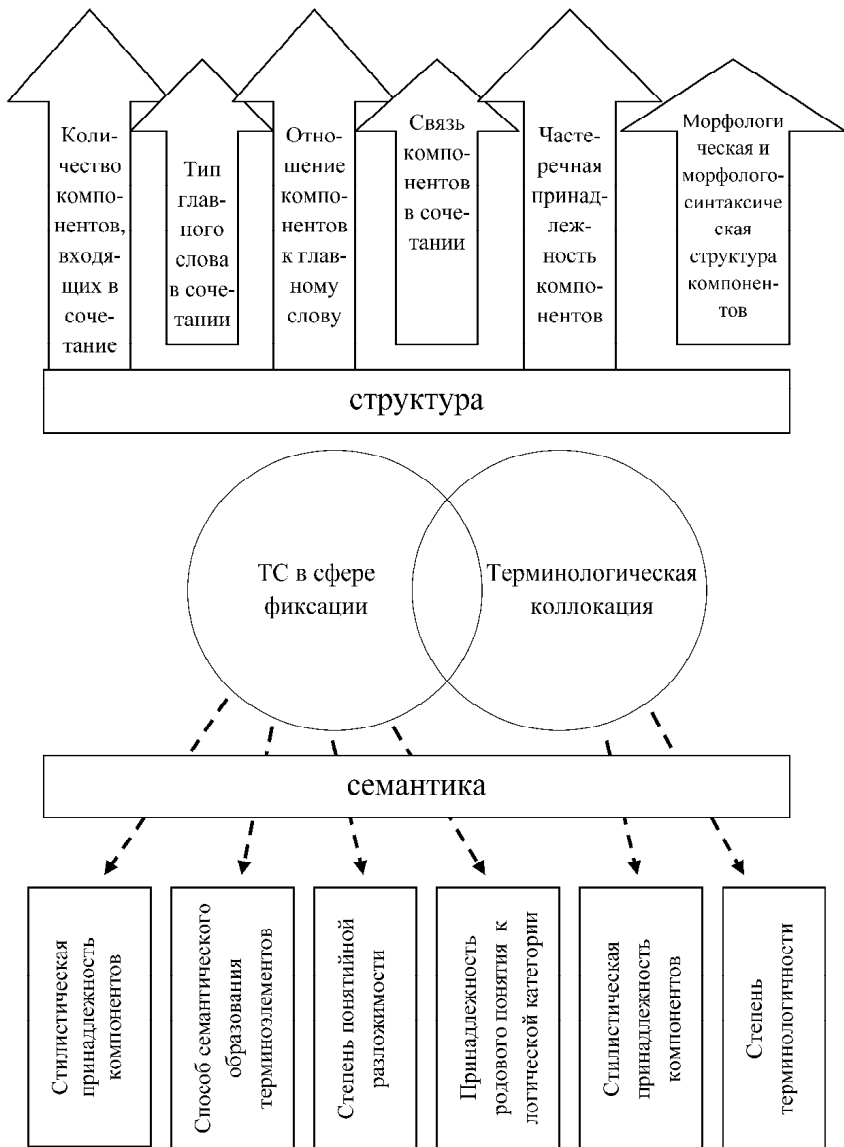 Коли-
чество
компо-
нентов,
входя-
щих в
соче-
тание
Тип
глав-
ного
слова
в соче-
тании
Отно-
шение
компо-
нентов
к глав-
ному
слову
Связь
компо-
нентов
в соче-
тании
Часте-
речная
принад-
леж-
ность
компо-
нентов
Морфологи
ческая и
морфолого-
синтаксиче
ская
структура
компонен-
тов
структура
ТС в сфере
фиксации
Терминологическая
коллокация
семантика
Стилистическая
принадлежность
компонентов
Способ семантического
образования
терминоэлементов
Степень понятийной
разложимости
Принадлежность
родового понятия к
логической категории
Стилистическая
принадлежность
компонентов
Степень
терминологичности